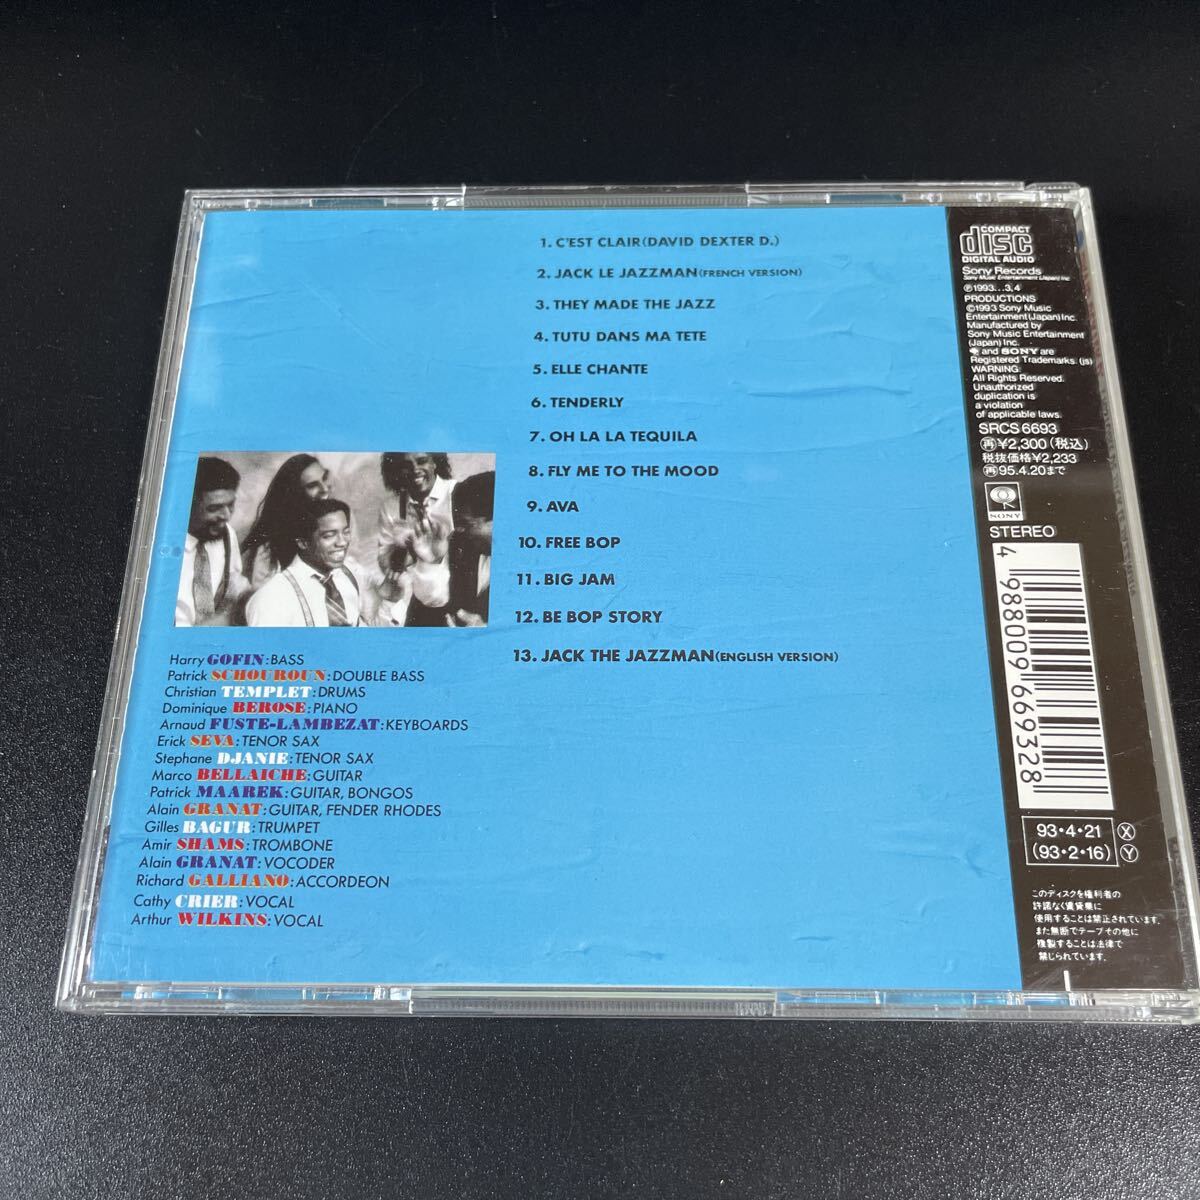 1. C'EST CLAIR(DAVID DEXTER D.)
2. JACK LE JAZZMAN(FRENCH VERSION)
3. THEY MADE THE JAZZ
4. TUTU DANS MA TETE
5. ELLE CHANTE
6. TENDERLY
7. OH LA LA TEQUILA
8. FLY ME TO THE MOOD
9. AVA
10. FREE BOP
11. BIG JAM
12. BE BOP STORY
13. JACK THE JAZZMAN(ENGLISH VERSION)
Harry GOFIN:BASS
Patrick SCHOUROUN:DOUBLE BASS
Christian TEMPLET:DRUMS
Dominique BEROSE:PIANO
Arnaud FUSTE-LAMBEZAT:KEYBOARDS
Erick SEVA:TENOR SAX
Stephane DJANIE:TENOR SAX
Marco BELLAICHE:GUITAR
Patrick MAAREK:GUITAR, BONGOS
Alain GRANAT:GUITAR, FENDER RHODES
Gilles BAGUR:TRUMPET
Amir SHAMS:TROMBONE
Alain GRANAT:VOCODER
Richard GALLIANO:ACCORDEON
Cathy CRIER:VOCAL
Arthur WILKINS:VOCAL
COMPACT
disc
DIGITAL AUDIO
Sony Records
Sony Music Entertainment (Japan) Inc.
Ⓟ1993...3,4
PRODUCTIONS
©1993 Sony Music
Entertainment(Japan)Inc.
Manufactured by
Sony Music Entertainment
(Japan) Inc.
and SONY are
Registered Trademarks. (js)
WARNING:
All Rights Reserved.
Unauthorized
duplication is
a violation
of applicable laws.
SRCS 6693
㊢¥2,300(税込)
税抜価格¥2,233
㊢95.4.20まで
SONY
STEREO
4 988009 669328
93・4・21 Ⓧ
(93・2・16) Ⓨ
このディスクを権利者の
許諾なく賃貸業に
使用することは禁止されています。
また無断でテープその他に
複製することは法律で
禁じられています。